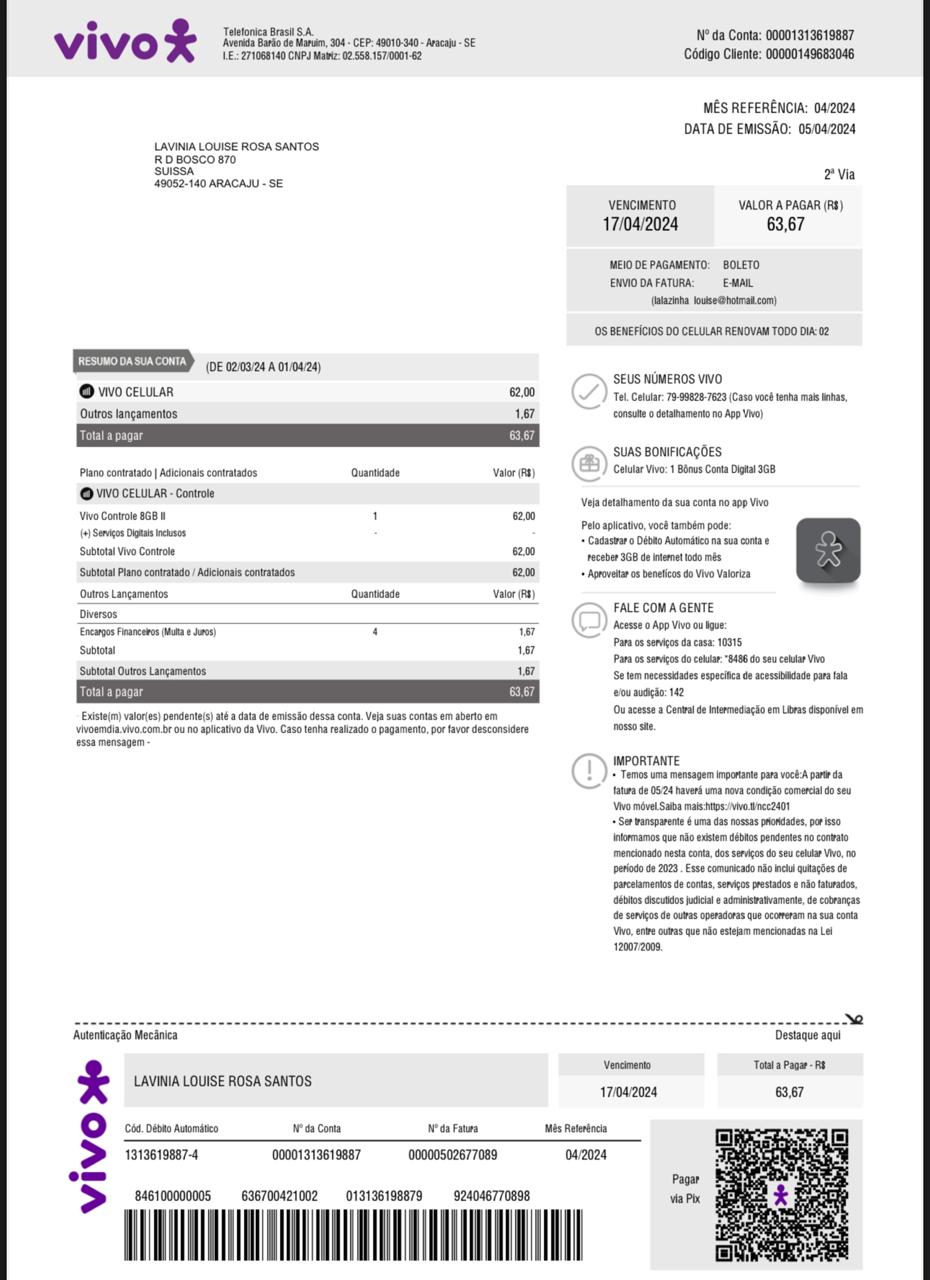 vivo
Telefonica Brasil S.A.
Avenida Barão de Maruim, 304 - CEP: 49010-340 - Aracaju - SE
I.E.: 271068140 CNPJ Matriz: 02.558.157/0001-62
Nº da Conta: 00001313619887
Código Cliente: 00000149683046
MÊS REFERÊNCIA: 04/2024
DATA DE EMISSÃO: 05/04/2024
LAVINIA LOUISE ROSA SANTOS
R D BOSCO 870
SUISSA
49052-140 ARACAJU - SE
2ª Via
VENCIMENTO
17/04/2024
VALOR A PAGAR (R$)
63,67
MEIO DE PAGAMENTO: BOLETO
ENVIO DA FATURA: E-MAIL
(lalazinha louise@hotmail.com)
OS BENEFÍCIOS DO CELULAR RENOVAM TODO DIA: 02
RESUMO DA SUA CONTA (DE 02/03/24 A 01/04/24)
VIVO CELULAR 62,00
Outros lançamentos 1,67
Total a pagar 63,67
Plano contratado | Adicionais contratados Quantidade Valor (R$)
VIVO CELULAR - Controle
Vivo Controle 8GB II 1 62,00
(+) Serviços Digitais Inclusos - -
Subtotal Vivo Controle 62,00
Subtotal Plano contratado / Adicionais contratados 62,00
Outros Lançamentos Quantidade Valor (R$)
Diversos
Encargos Financeiros (Multa e Juros) 4 1,67
Subtotal 1,67
Subtotal Outros Lançamentos 1,67
Total a pagar 63,67
Existe(m) valor(es) pendente(s) até a data de emissão dessa conta. Veja suas contas em aberto em
vivoemdia.vivo.com.br ou no aplicativo da Vivo. Caso tenha realizado o pagamento, por favor desconsidere
essa mensagem -
SEUS NÚMEROS VIVO
Tel. Celular: 79-99828-7623 (Caso você tenha mais linhas,
consulte o detalhamento no App Vivo)
SUAS BONIFICAÇÕES
Celular Vivo: 1 Bônus Conta Digital 3GB
Veja detalhamento da sua conta no app Vivo
Pelo aplicativo, você também pode:
• Cadastrar o Débito Automático na sua conta e
receber 3GB de internet todo mês
• Aproveitar os benefícos do Vivo Valoriza
FALE COM A GENTE
Acesse o App Vivo ou ligue:
Para os serviços da casa: 10315
Para os serviços do celular: *8486 do seu celular Vivo
Se tem necessidades específica de acessibilidade para fala
e/ou audição: 142
Ou acesse a Central de Intermediação em Libras disponível em
nosso site.
IMPORTANTE
• Temos uma mensagem importante para você:A partir da
fatura de 05/24 haverá uma nova condição comercial do seu
Vivo móvel.Saiba mais:https://vivo.tl/ncc2401
• Ser transparente é uma das nossas prioridades, por isso
informamos que não existem débitos pendentes no contrato
mencionado nesta conta, dos serviços do seu celular Vivo, no
período de 2023 . Esse comunicado não inclui quitações de
parcelamentos de contas, serviços prestados e não faturados,
débitos discutidos judicial e administrativamente, de cobranças
de serviços de outras operadoras que ocorreram na sua conta
Vivo, entre outras que não estejam mencionadas na Lei
12007/2009.
Autenticação Mecânica Destaque aqui
vivo
LAVINIA LOUISE ROSA SANTOS
Vencimento
17/04/2024
Total a Pagar - R$
63,67
Cód. Débito Automático Nº da Conta Nº da Fatura Mês Referência
1313619887-4 00001313619887 00000502677089 04/2024
846100000005 636700421002 013136198879 924046770898
Pagar
via Pix